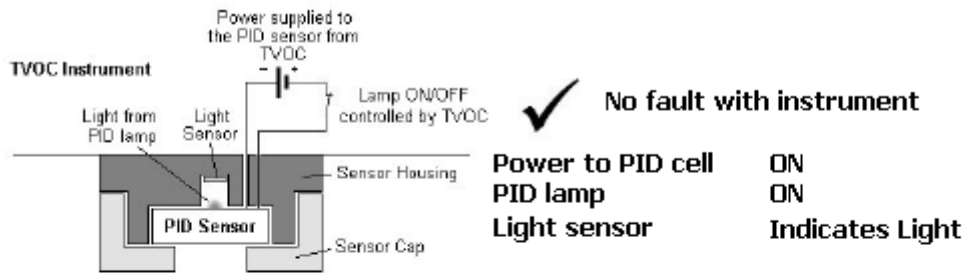 Power supplied to
the PID sensor from
TVOC
TVOC Instrument
- +
Lamp ON/OFF
controlled by TVOC
Light from
PID lamp
Light
Sensor
Sensor Housing
PID Sensor
Sensor Cap
No fault with instrument
Power to PID cell ON
PID lamp ON
Light sensor Indicates Light